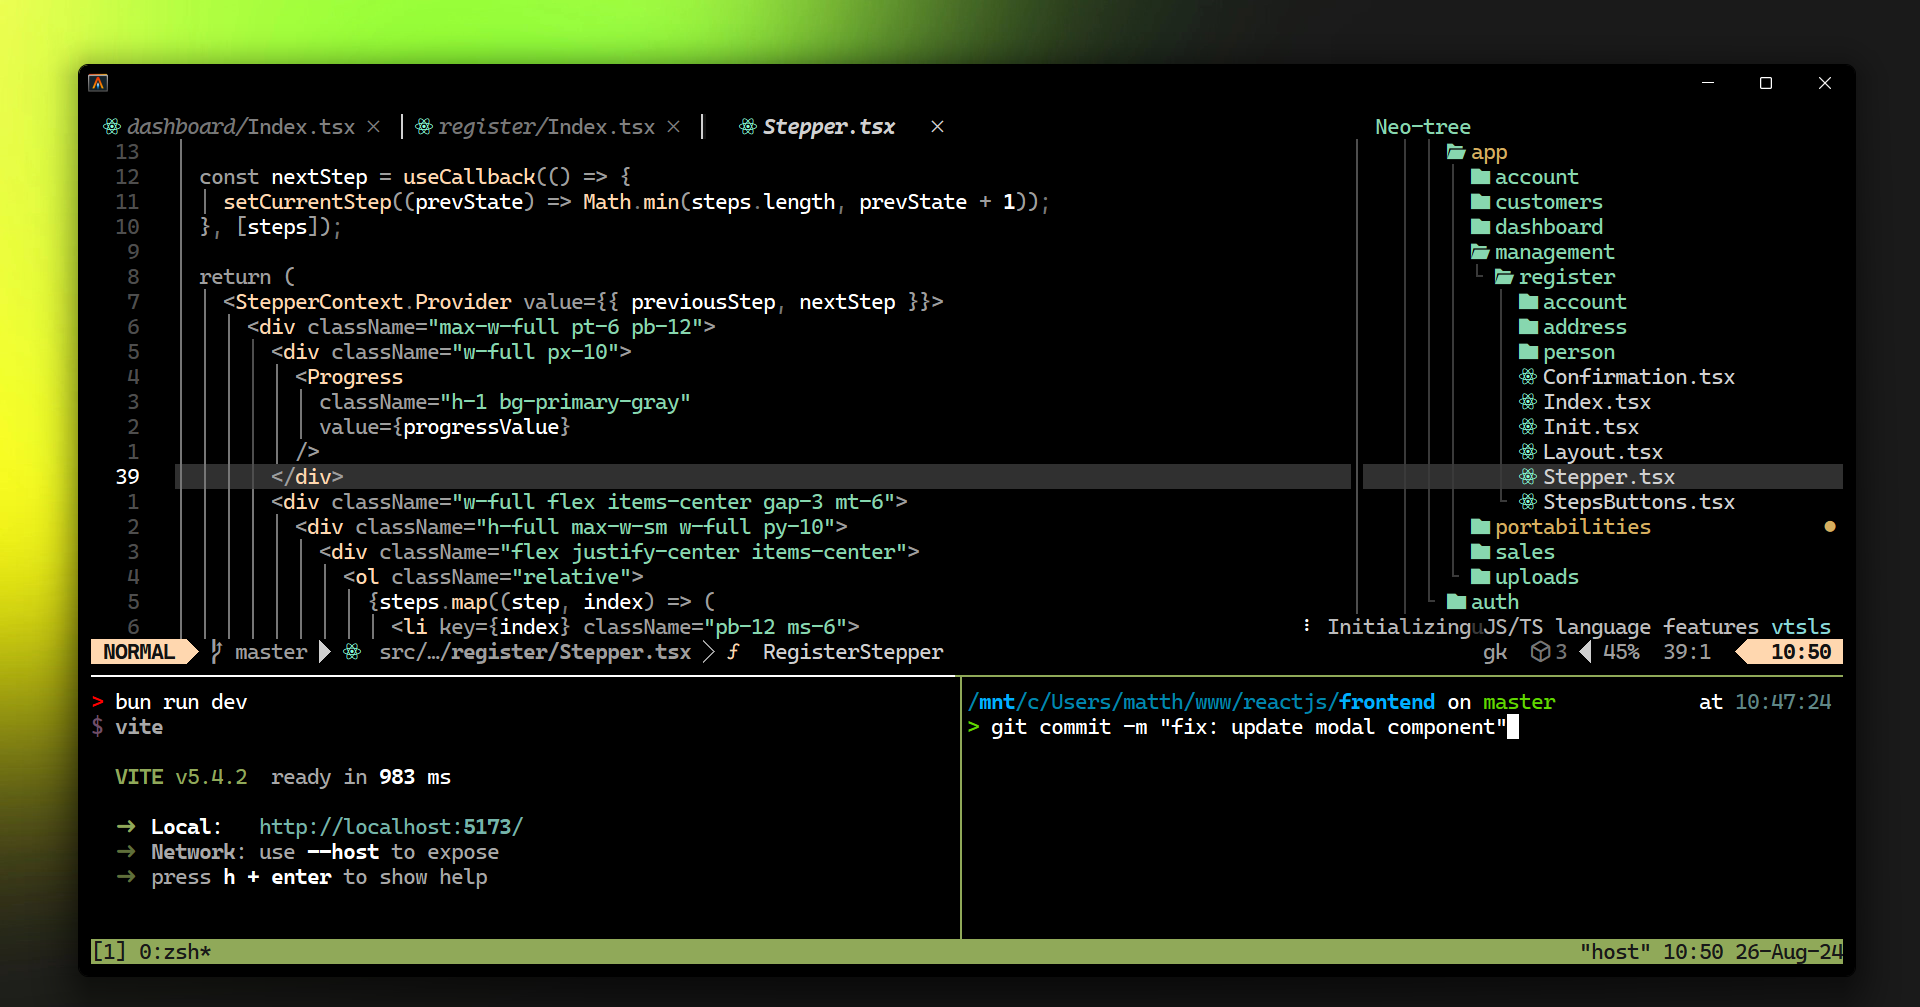 dashboard/Index.tsx × register/Index.tsx × Stepper.tsx ×
13
12 const nextStep = useCallback(() => {
11 setCurrentStep((prevState) => Math.min(steps.length, prevState + 1));
10 }, [steps]);
9
8 return (
7 <StepperContext.Provider value={{ previousStep, nextStep }}>
6 <div className="max-w-full pt-6 pb-12">
5 <div className="w-full px-10">
4 <Progress
3 className="h-1 bg-primary-gray"
2 value={progressValue}
1 />
39 </div>
1 <div className="w-full flex items-center gap-3 mt-6">
2 <div className="h-full max-w-sm w-full py-10">
3 <div className="flex justify-center items-center">
4 <ol className="relative">
5 {steps.map((step, index) => (
6 <li key={index} className="pb-12 ms-6">
Neo-tree
app
account
customers
dashboard
management
register
account
address
person
Confirmation.tsx
Index.tsx
Init.tsx
Layout.tsx
Stepper.tsx
StepsButtons.tsx
portabilities
sales
uploads
auth
Initializing JS/TS language features vtsls
NORMAL master src/…/register/Stepper.tsx ƒ RegisterStepper gk 3 45% 39:1 10:50
> bun run dev
$ vite
VITE v5.4.2 ready in 983 ms
➜ Local: http://localhost:5173/
➜ Network: use --host to expose
➜ press h + enter to show help
/mnt/c/Users/matth/www/reactjs/frontend on master at 10:47:24
> git commit -m "fix: update modal component"
[1] 0:zsh* "host" 10:50 26-Aug-24